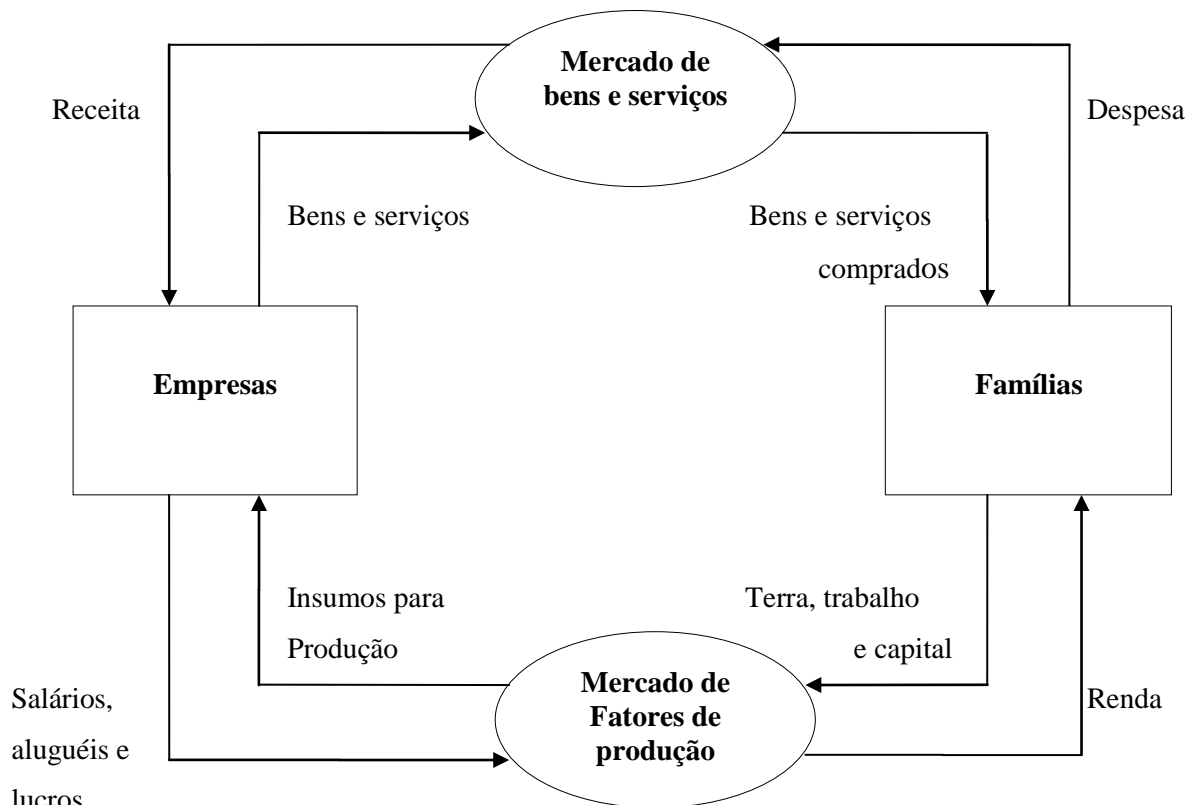 Mercado de
bens e serviços
Receita
Despesa
Bens e serviços
Bens e serviços
comprados
Empresas
Famílias
Insumos para
Produção
Terra, trabalho
e capital
Mercado de
Fatores de
produção
Salários,
aluguéis e
lucros
Renda